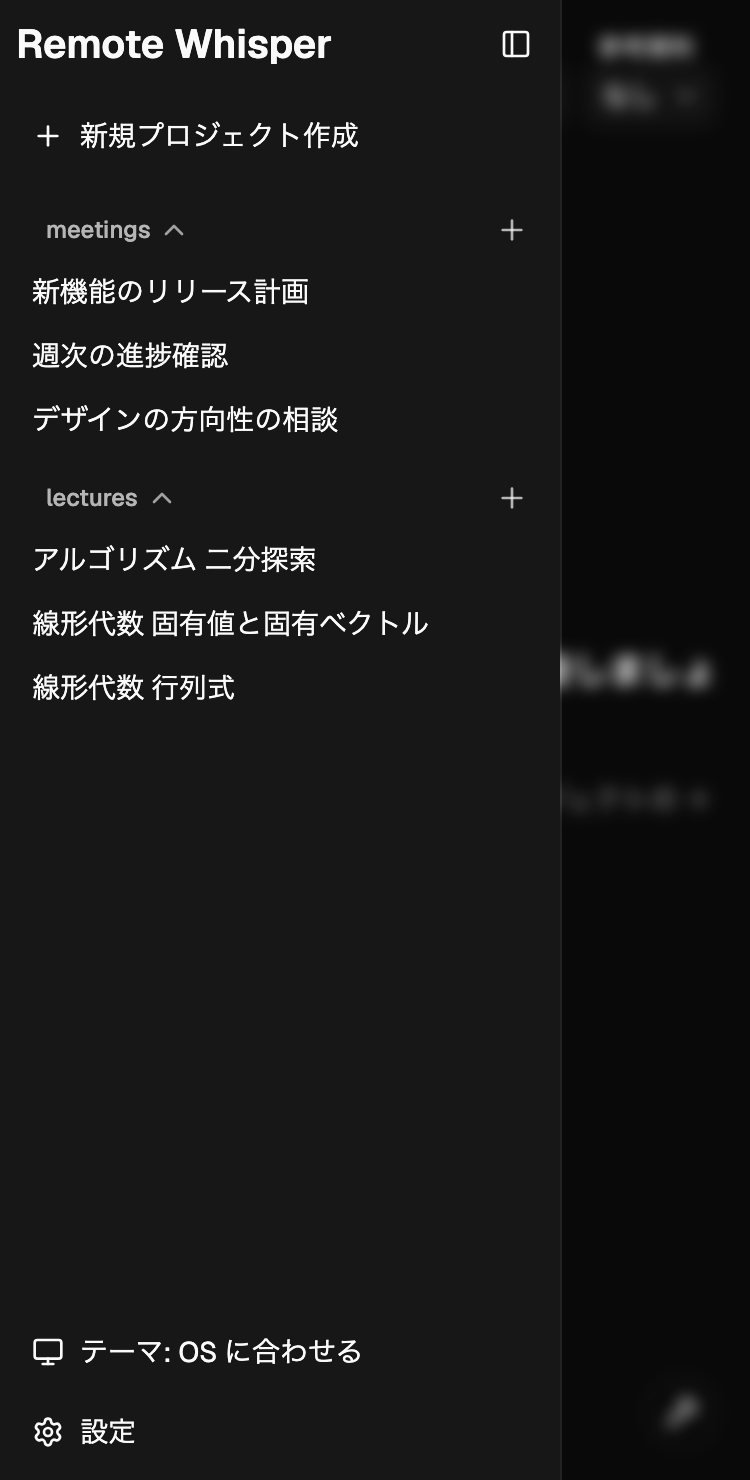 Remote Whisper
新規プロジェクト作成
meetings
新機能のリリース計画
週次の進捗確認
デザインの方向性の相談
lectures
アルゴリズム 二分探索
線形代数 固有値と固有ベクトル
線形代数 行列式
テーマ: OS に合わせる
設定